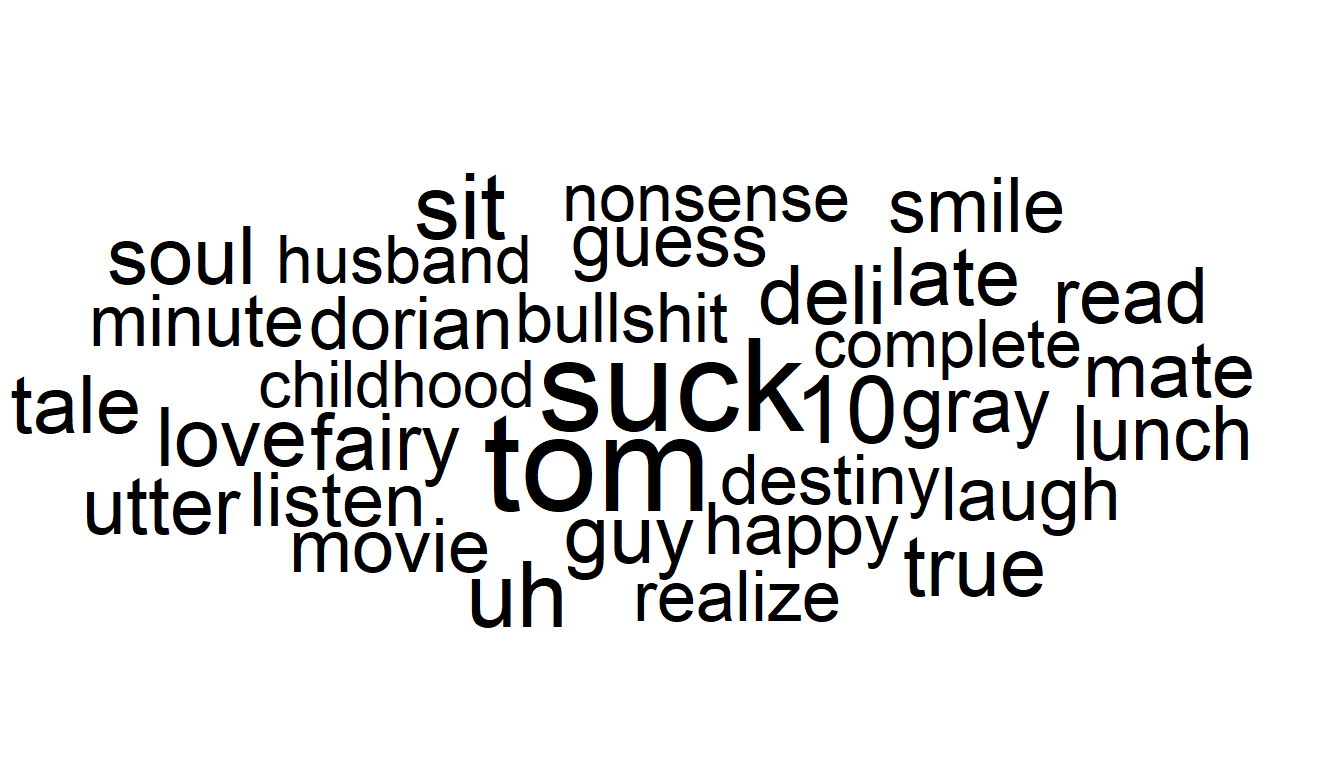 sit nonsense smile
soul husband guess
deli late read
minute dorian bullshit
complete
suck mate
tale childhood 10 gray
love fairy tom lunch
destiny laugh
utter listen
movie guy happy true
uh realize